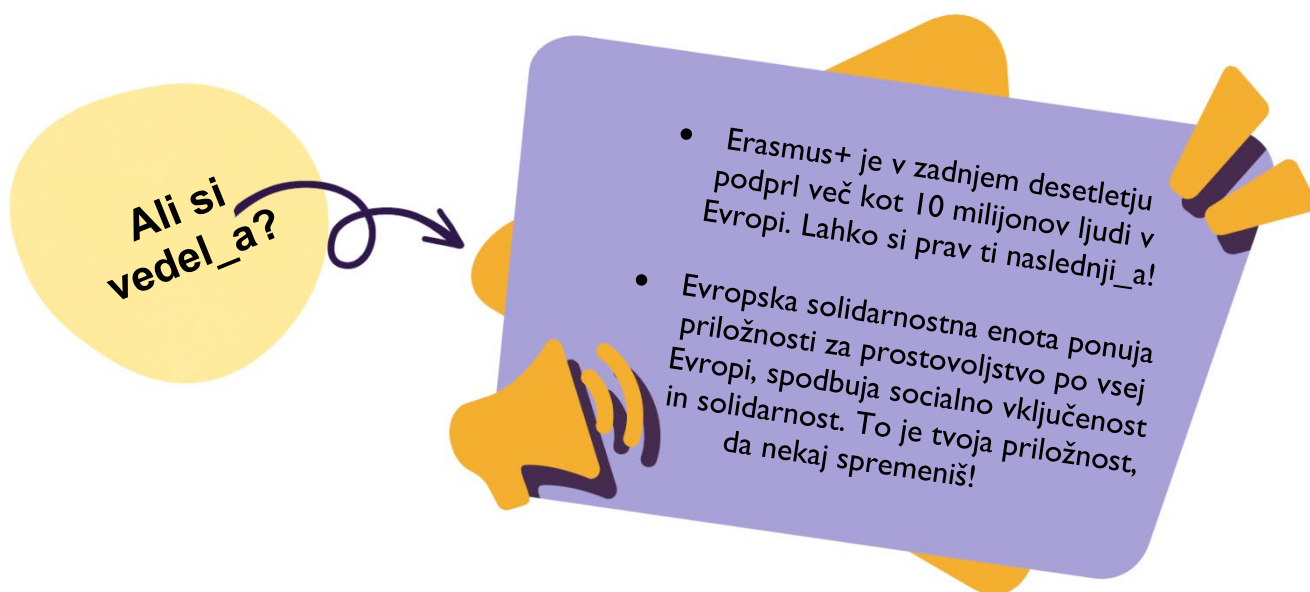 Ali si
vedel_a?
• Erasmus+ je v zadnjem desetletju
podprl več kot 10 milijonov ljudi v
Evropi. Lahko si prav ti naslednji_a!
• Evropska solidarnostna enota ponuja
priložnosti za prostovoljstvo po vsej
Evropi, spodbuja socialno vključenost
in solidarnost. To je tvoja priložnost,
da nekaj spremeniš!